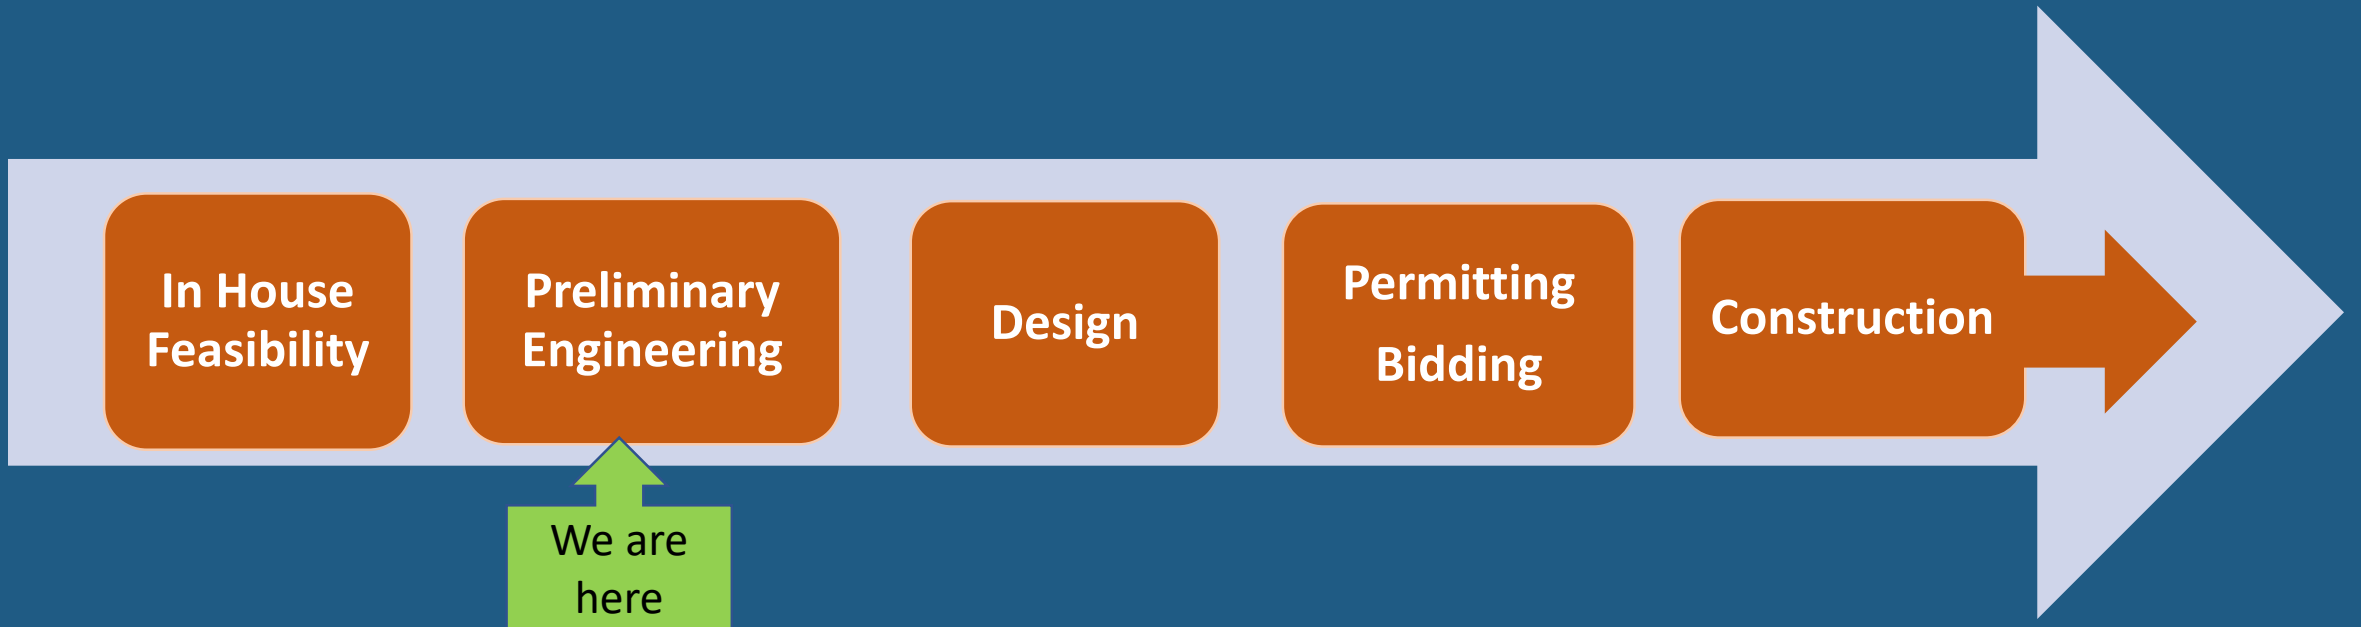 In House
Feasibility
Preliminary
Engineering
Design
Permitting
Bidding
Construction
We are
here